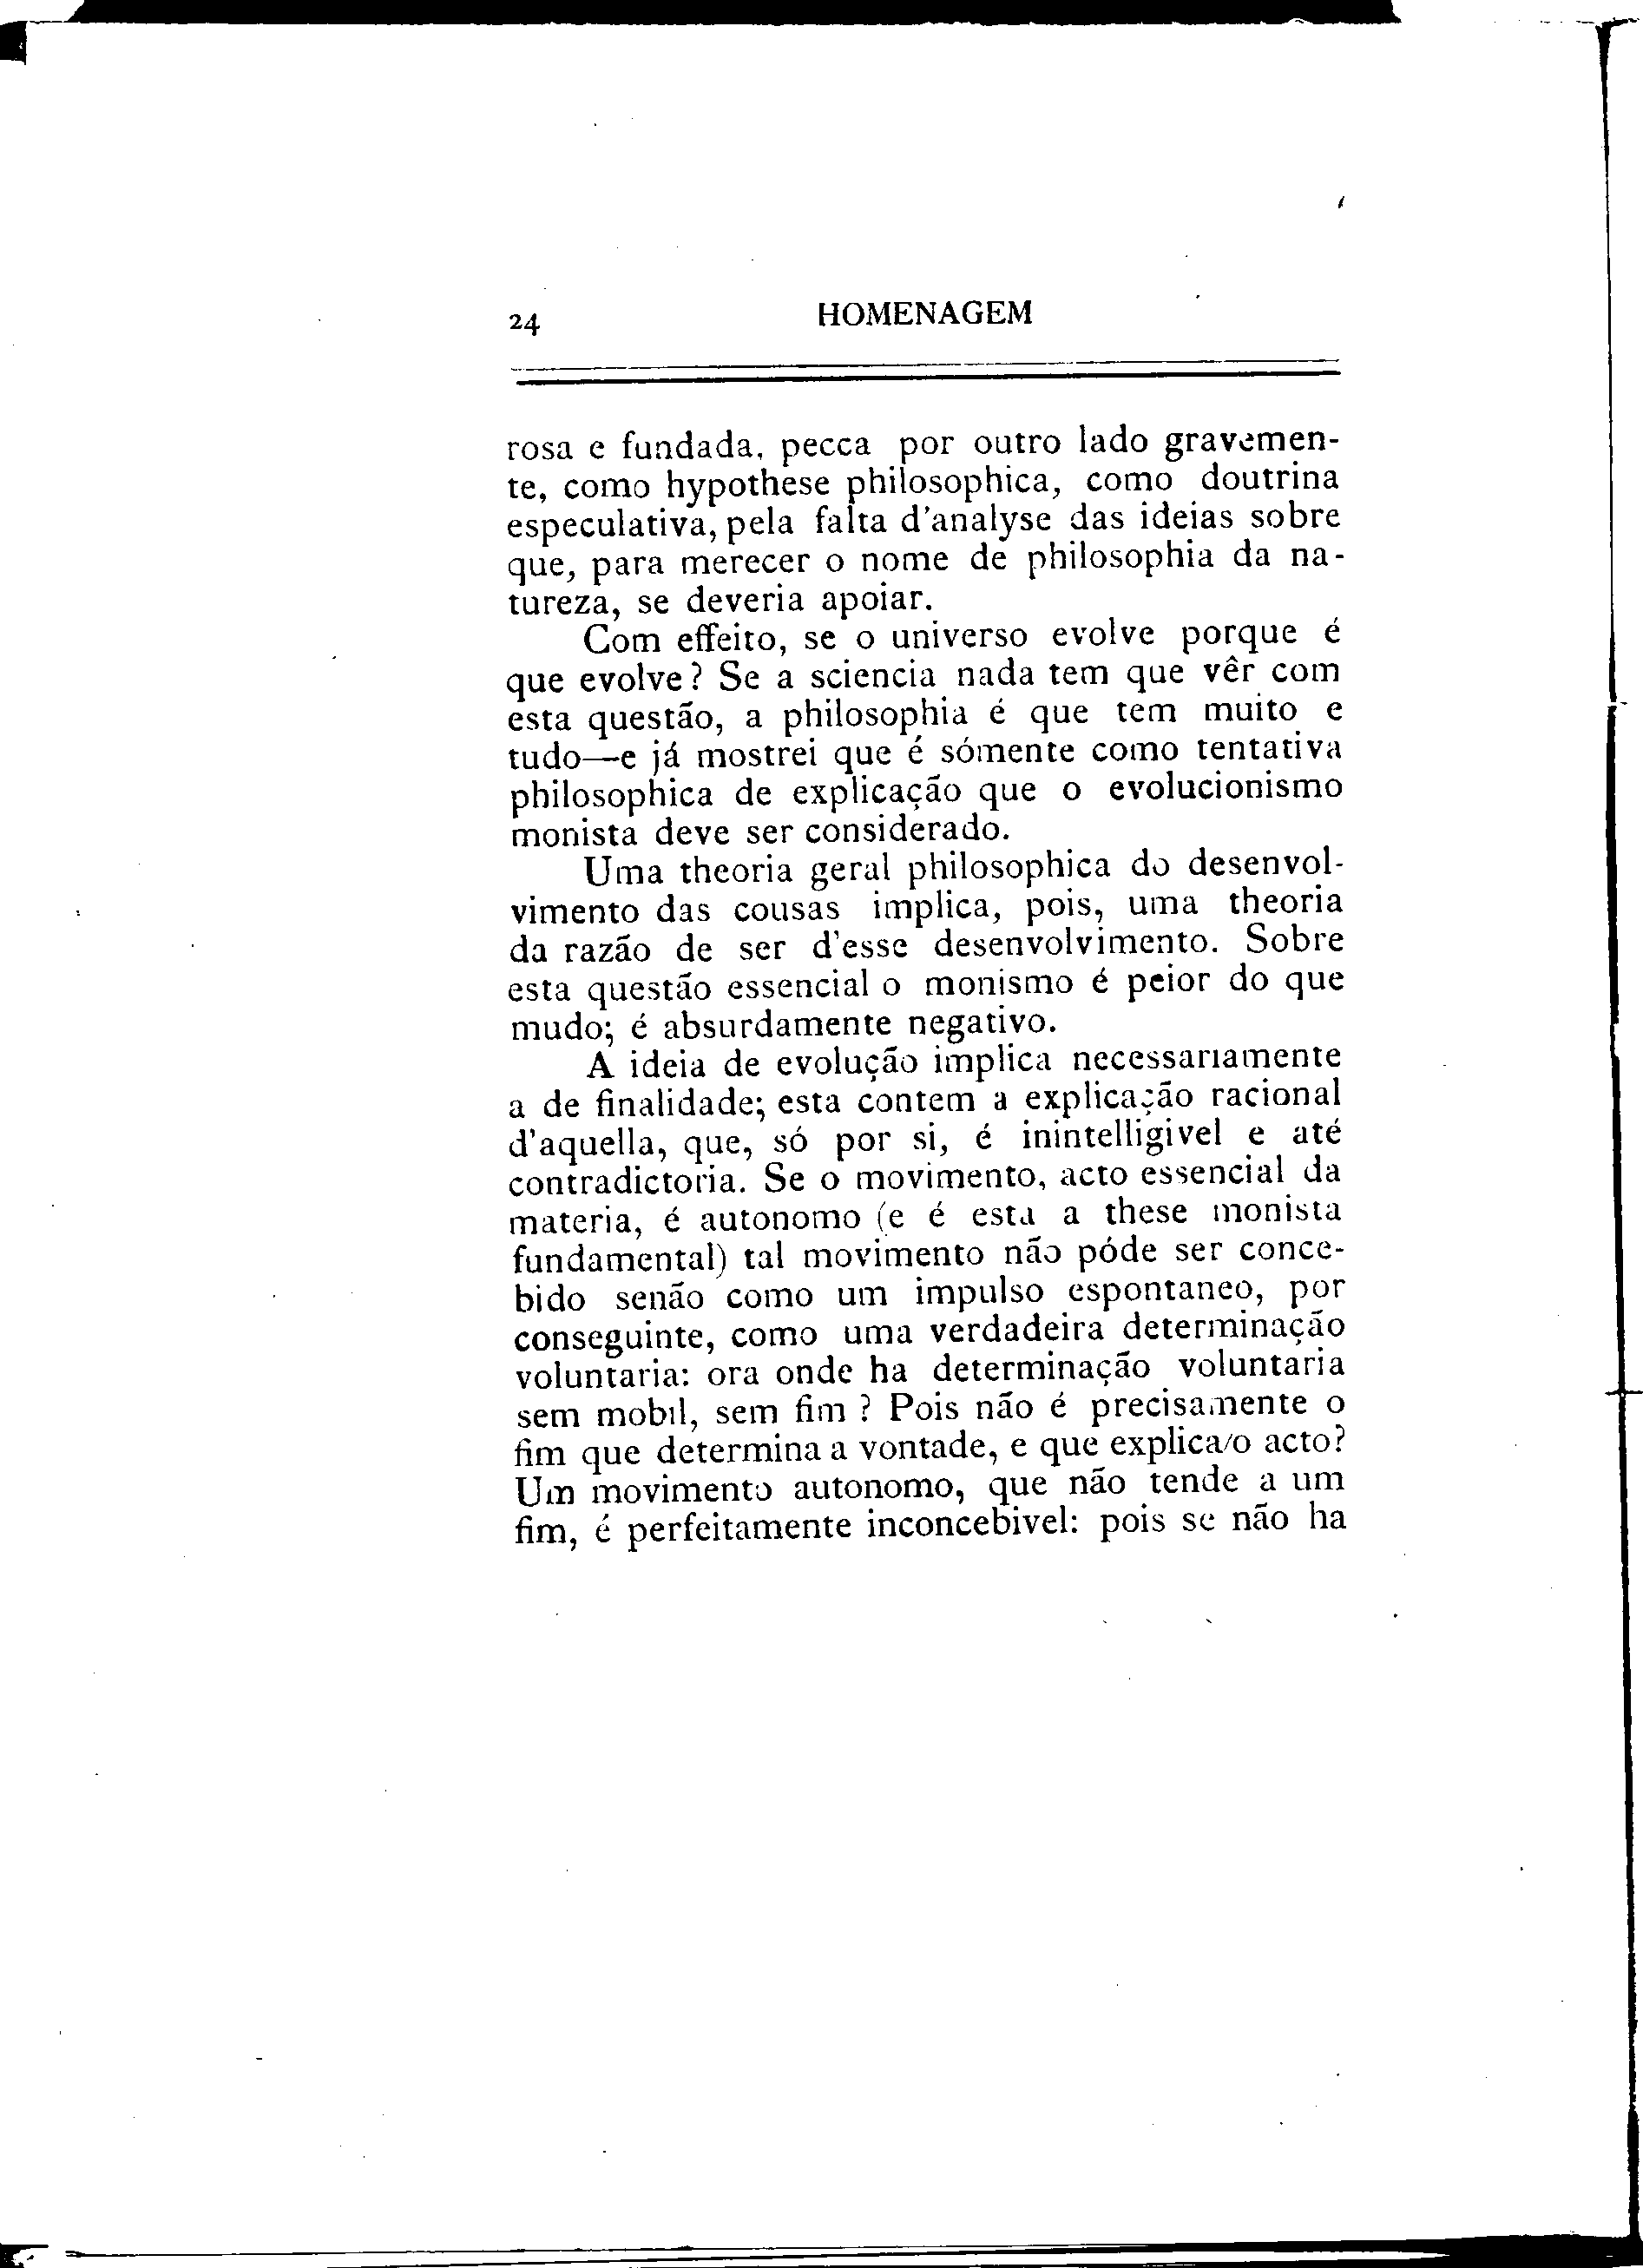 24
HOMENAGEM
rosa e fundada, pecca por outro lado gravemen-
te, como hypothese philosophica, como doutrina
especulativa, pela falta d'analyse das ideias sobre
que, para merecer o nome de philosophia da na-
tureza, se deveria apoiar.
Com effeito, se o universo evolve porque é
que evolve? Se a sciencia nada tem que vêr com
esta questão, a philosophia é que tem muito e
tudo—e já mostrei que é sómente como tentativa
philosophica de explicação que o evolucionismo
monista deve ser considerado.
Uma theoria geral philosophica do desenvol-
vimento das cousas implica, pois, uma theoria
da razão de ser d'esse desenvolvimento. Sobre
esta questão essencial o monismo é peior do que
mudo; é absurdamente negativo.
A ideia de evolução implica necessariamente
a de finalidade; esta contem a explicação racional
d'aquella, que, só por si, é inintelligivel e até
contradictoria. Se o movimento, acto essencial da
materia, é autonomo (e é esta a these monista
fundamental) tal movimento não póde ser conce-
bido senão como um impulso espontaneo, por
conseguinte, como uma verdadeira determinação
voluntaria: ora onde ha determinação voluntaria
sem mobil, sem fim ? Pois não é precisamente o
fim que determina a vontade, e que explica o acto?
Um movimento autonomo, que não tende a um
fim, é perfeitamente inconcebivel: pois se não ha